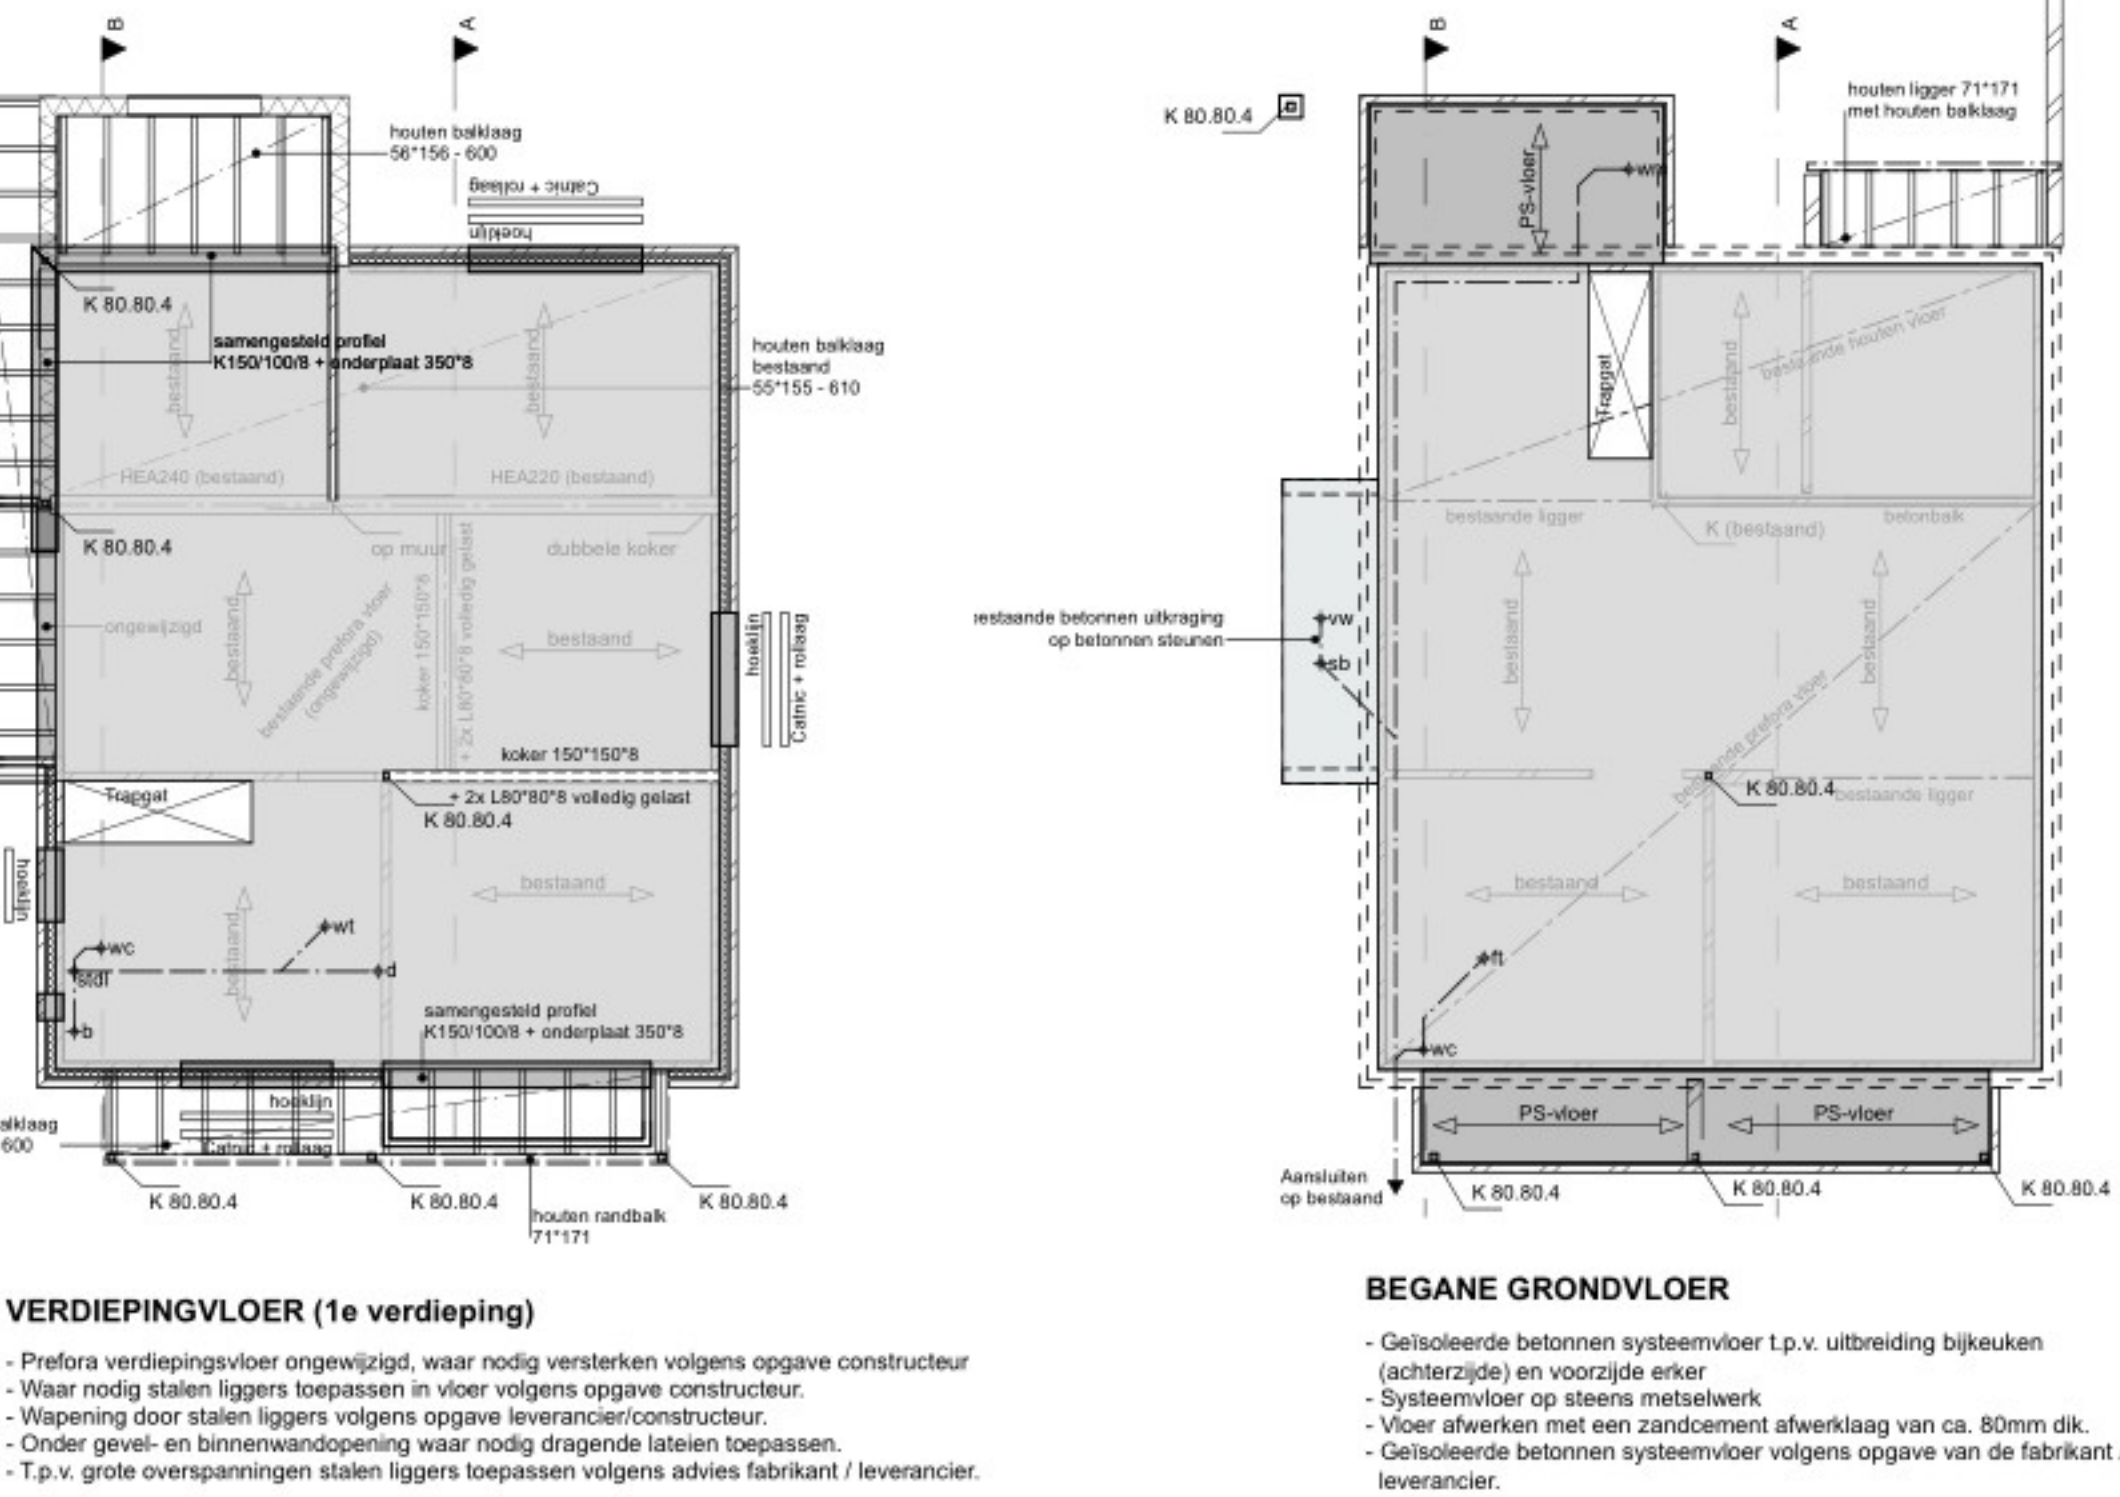 B
A
houten balklaag
56*156 - 600
Catnic + rollaag
hoeklijn
K 80.80.4
samengesteld profiel
K150/100/8 + onderplaat 350*8
bestaand
bestaand
houten balklaag
bestaand
55*155 - 610
HEA240 (bestaand)
HEA220 (bestaand)
K 80.80.4
op muur
dubbele koker
koker 150*150*8
+ 2x L80*80*8 volledig gelast
ongewijzigd
bestaand
bestaande prefora vloer
(ongewijzigd)
bestaand
hoeklijn
Catnic + rollaag
koker 150*150*8
+ 2x L80*80*8 volledig gelast
K 80.80.4
Trapgat
hoeklijn
bestaand
bestaand
wt
wc
stdl
d
b
samengesteld profiel
K150/100/8 + onderplaat 350*8
hoeklijn
Catnic + rollaag
alklaag
600
K 80.80.4
K 80.80.4
K 80.80.4
houten randbalk
71*171
VERDIEPINGVLOER (1e verdieping)
- Prefora verdiepingsvloer ongewijzigd, waar nodig versterken volgens opgave constructeur
- Waar nodig stalen liggers toepassen in vloer volgens opgave constructeur.
- Wapening door stalen liggers volgens opgave leverancier/constructeur.
- Onder gevel- en binnenwandopening waar nodig dragende lateien toepassen.
- T.p.v. grote overspanningen stalen liggers toepassen volgens advies fabrikant / leverancier.
B
A
K 80.80.4
houten ligger 71*171
met houten balklaag
PS-vloer
Trapgat
bestaand
bestaande houten vloer
bestaande ligger
K (bestaand)
betonbalk
bestaand
bestaand
estaande betonnen uitkraging
op betonnen steunen
vw
sb
bestaande prefora vloer
K 80.80.4
bestaande ligger
bestaand
bestaand
ft
wc
PS-vloer
PS-vloer
Aansluiten
op bestaand
K 80.80.4
K 80.80.4
K 80.80.4
BEGANE GRONDVLOER
- Geïsoleerde betonnen systeemvloer t.p.v. uitbreiding bijkeuken
(achterzijde) en voorzijde erker
- Systeemvloer op steens metselwerk
- Vloer afwerken met een zandcement afwerklaag van ca. 80mm dik.
- Geïsoleerde betonnen systeemvloer volgens opgave van de fabrikant /
leverancier.